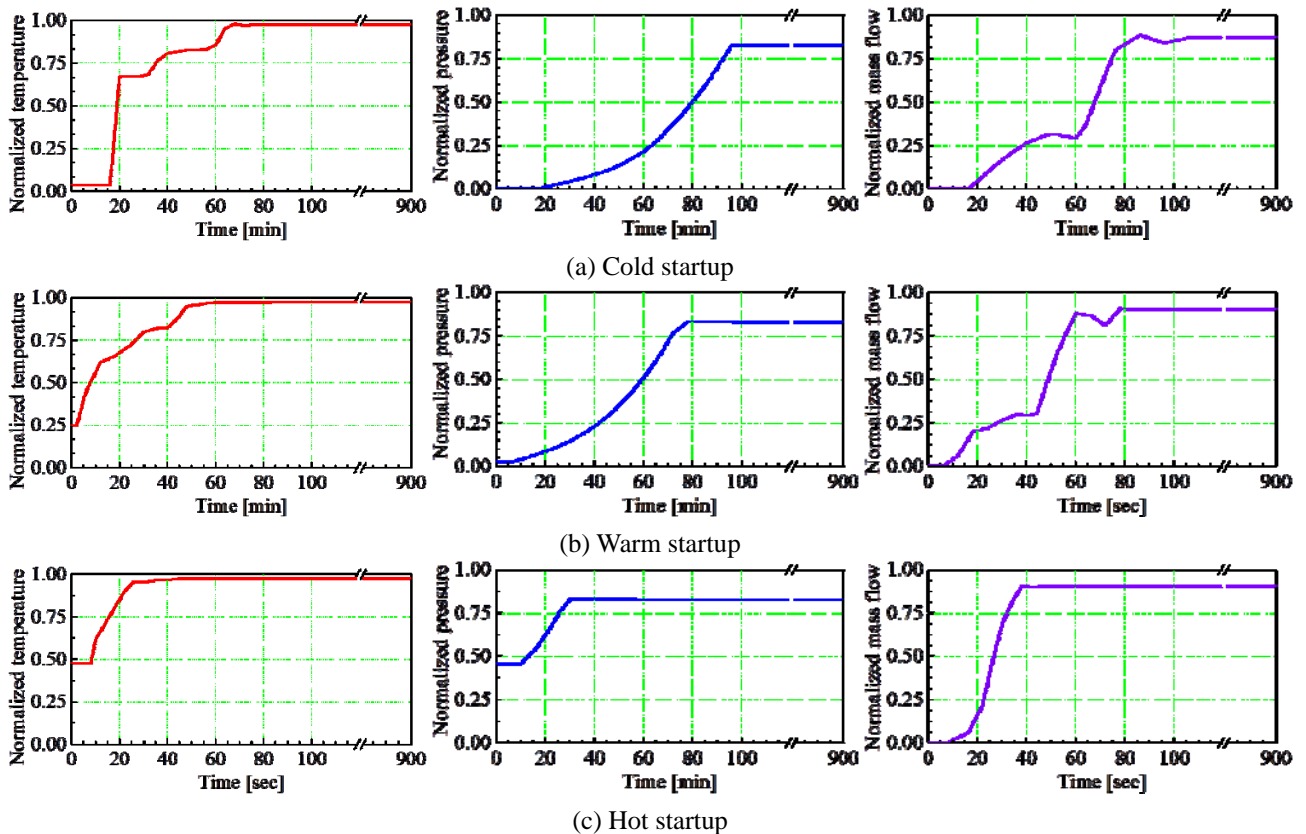 Normalized temperature
1.00
0.75
0.50
0.25
0.00
0 20 40 60 80 100 900
Time [min]
Normalized pressure
1.00
0.75
0.50
0.25
0.00
0 20 40 60 80 100 900
Time [min]
Normalized mass flow
1.00
0.75
0.50
0.25
0.00
0 20 40 60 80 100 900
Time [min]
(a) Cold startup
Normalized temperature
1.00
0.75
0.50
0.25
0.00
0 20 40 60 80 100 900
Time [min]
Normalized pressure
1.00
0.75
0.50
0.25
0.00
0 20 40 60 80 100 900
Time [min]
Normalized mass flow
1.00
0.75
0.50
0.25
0.00
0 20 40 60 80 100 900
Time [sec]
(b) Warm startup
Normalized temperature
1.00
0.75
0.50
0.25
0.00
0 20 40 60 80 100 900
Time [sec]
Normalized pressure
1.00
0.75
0.50
0.25
0.00
0 20 40 60 80 100 900
Time [min]
Normalized mass flow
1.00
0.75
0.50
0.25
0.00
0 20 40 60 80 100 900
Time [sec]
(c) Hot startup